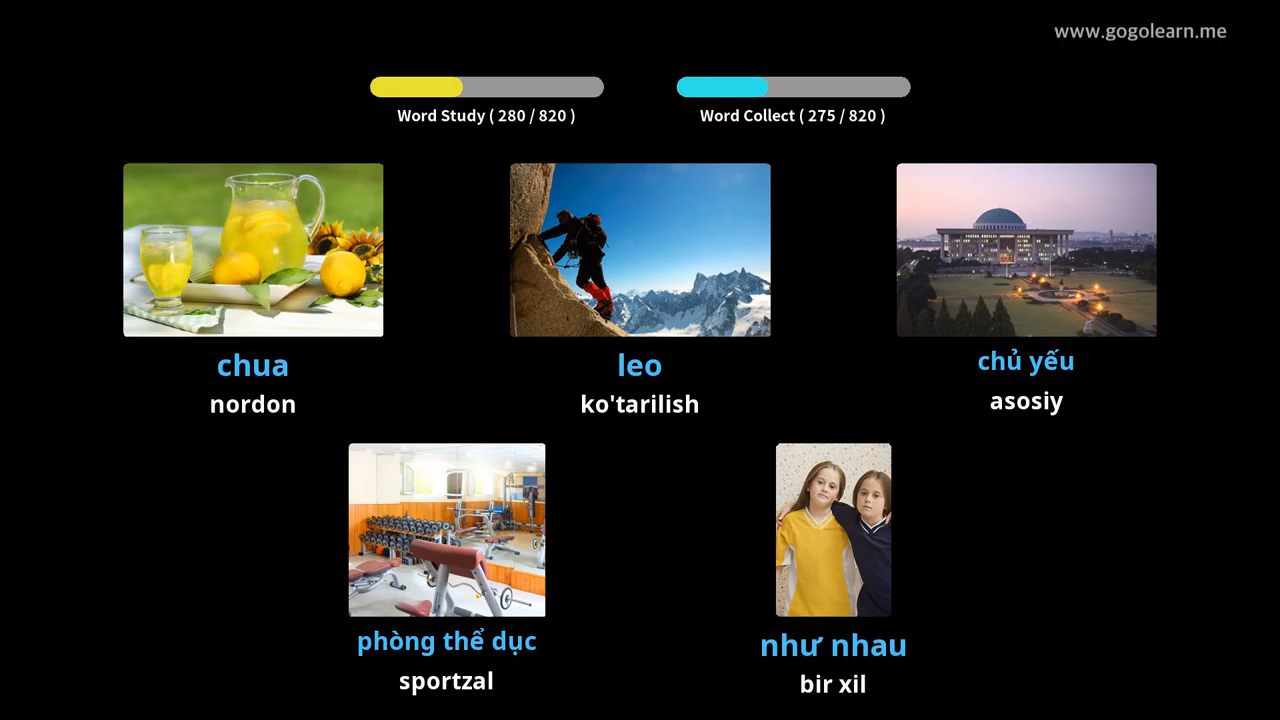 www.gogolearn.me
Word Study ( 280 / 820 )
Word Collect ( 275 / 820 )
chua
nordon
leo
ko'tarilish
chủ yếu
asosiy
phòng thể dục
sportzal
như nhau
bir xil